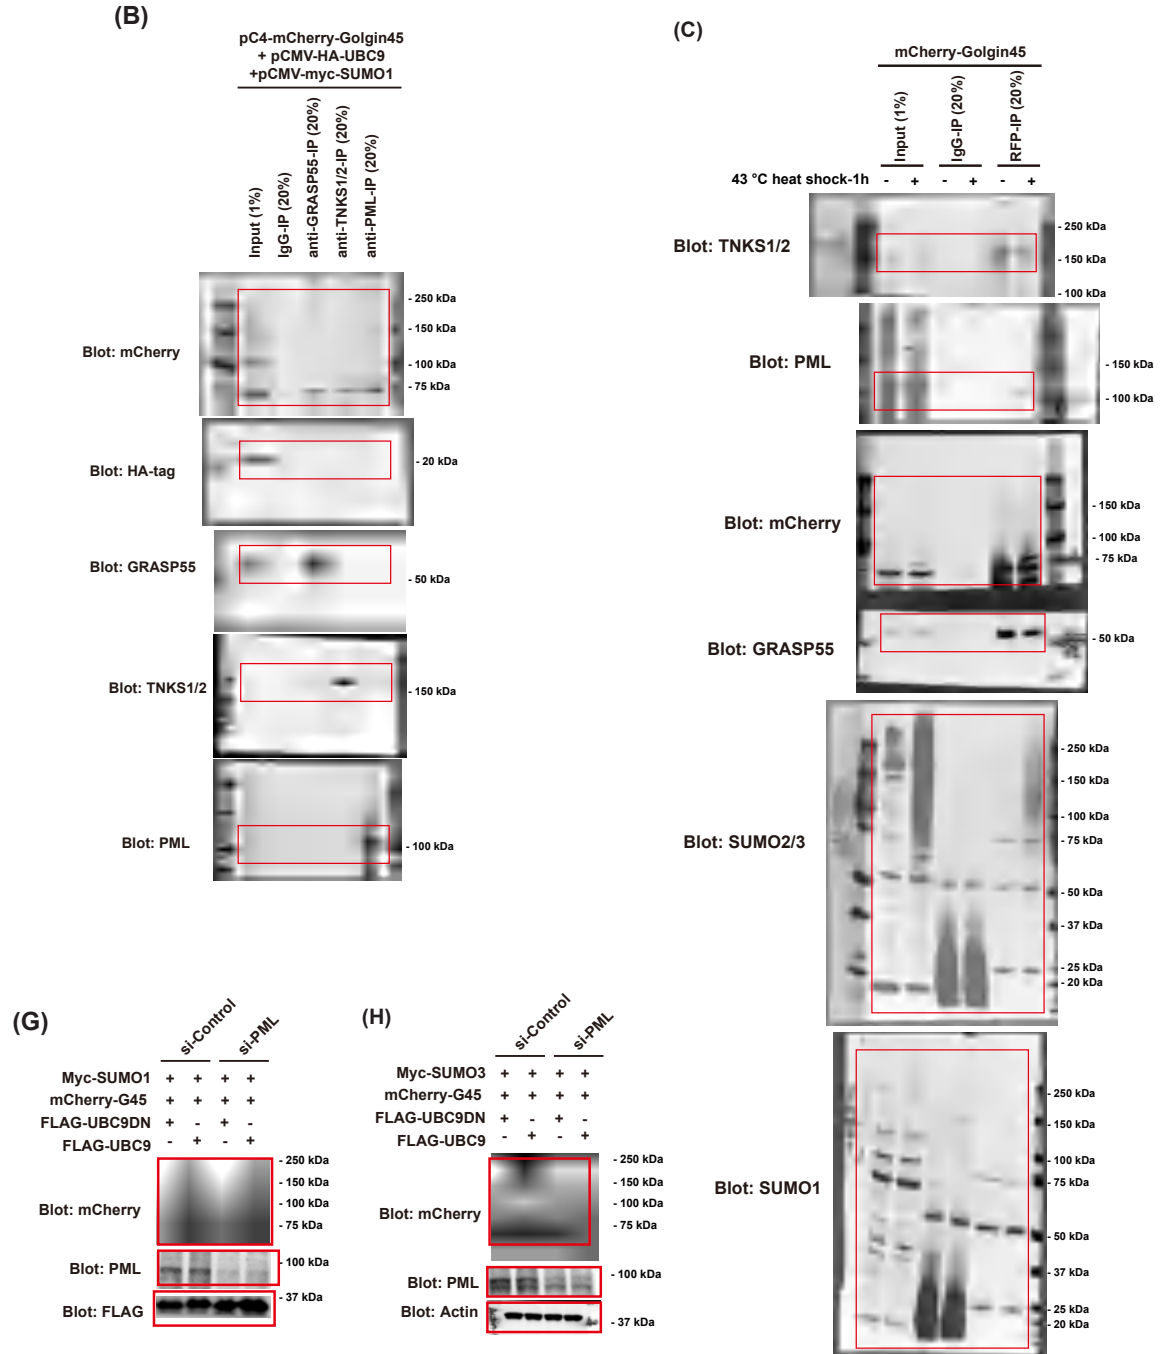 (B)
pC4-mCherry-Golgin45
+ pCMV-HA-UBC9
+pCMV-myc-SUMO1
Input (1%)
IgG-IP (20%)
anti-GRASP55-IP (20%)
anti-TNKS1/2-IP (20%)
anti-PML-IP (20%)
Blot: mCherry
- 250 kDa
- 150 kDa
- 100 kDa
- 75 kDa
Blot: HA-tag
- 20 kDa
Blot: GRASP55
- 50 kDa
Blot: TNKS1/2
- 150 kDa
Blot: PML
- 100 kDa
(C)
mCherry-Golgin45
Input (1%)
IgG-IP (20%)
RFP-IP (20%)
43 °C heat shock-1h - + - + - +
Blot: TNKS1/2
- 250 kDa
- 150 kDa
- 100 kDa
Blot: PML
- 150 kDa
- 100 kDa
Blot: mCherry
- 150 kDa
- 100 kDa
- 75 kDa
Blot: GRASP55
- 50 kDa
Blot: SUMO2/3
- 250 kDa
- 150 kDa
- 100 kDa
- 75 kDa
- 50 kDa
- 37 kDa
- 25 kDa
- 20 kDa
Blot: SUMO1
- 250 kDa
- 150 kDa
- 100 kDa
- 75 kDa
- 50 kDa
- 37 kDa
- 25 kDa
- 20 kDa
(G)
si-Control
si-PML
Myc-SUMO1 + + + +
mCherry-G45 + + + +
FLAG-UBC9DN + - + -
FLAG-UBC9 - + - +
Blot: mCherry
- 250 kDa
- 150 kDa
- 100 kDa
- 75 kDa
Blot: PML
- 100 kDa
Blot: FLAG
- 37 kDa
(H)
si-Control
si-PML
Myc-SUMO3 + + + +
mCherry-G45 + + + +
FLAG-UBC9DN + - + -
FLAG-UBC9 - + - +
Blot: mCherry
- 250 kDa
- 150 kDa
- 100 kDa
- 75 kDa
Blot: PML
- 100 kDa
Blot: Actin
- 37 kDa